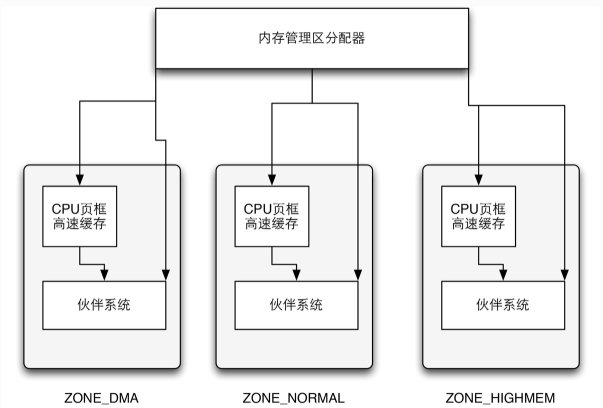 内存管理区分配器
CPU页框
高速缓存
CPU页框
高速缓存
CPU页框
高速缓存
伙伴系统
伙伴系统
伙伴系统
ZONE_DMA
ZONE_NORMAL
ZONE_HIGHMEM